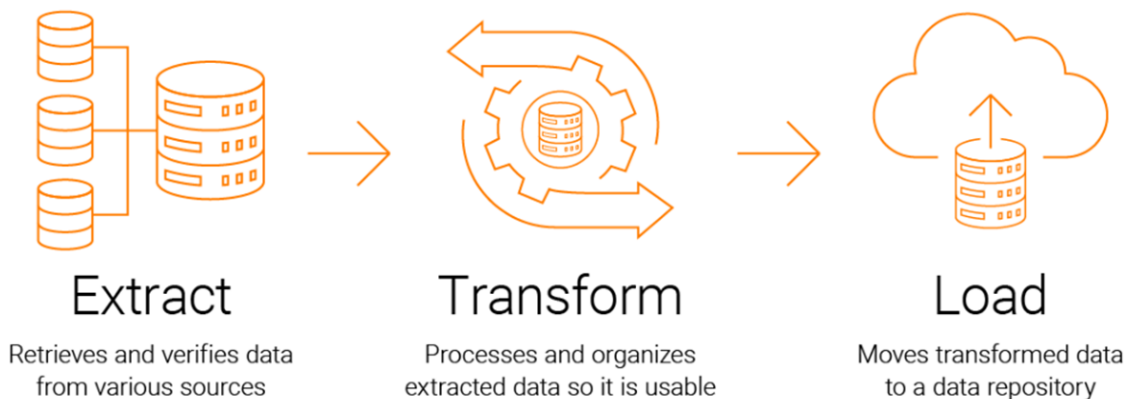 Extract
Retrieves and verifies data
from various sources
Transform
Processes and organizes
extracted data so it is usable
Load
Moves transformed data
to a data repository